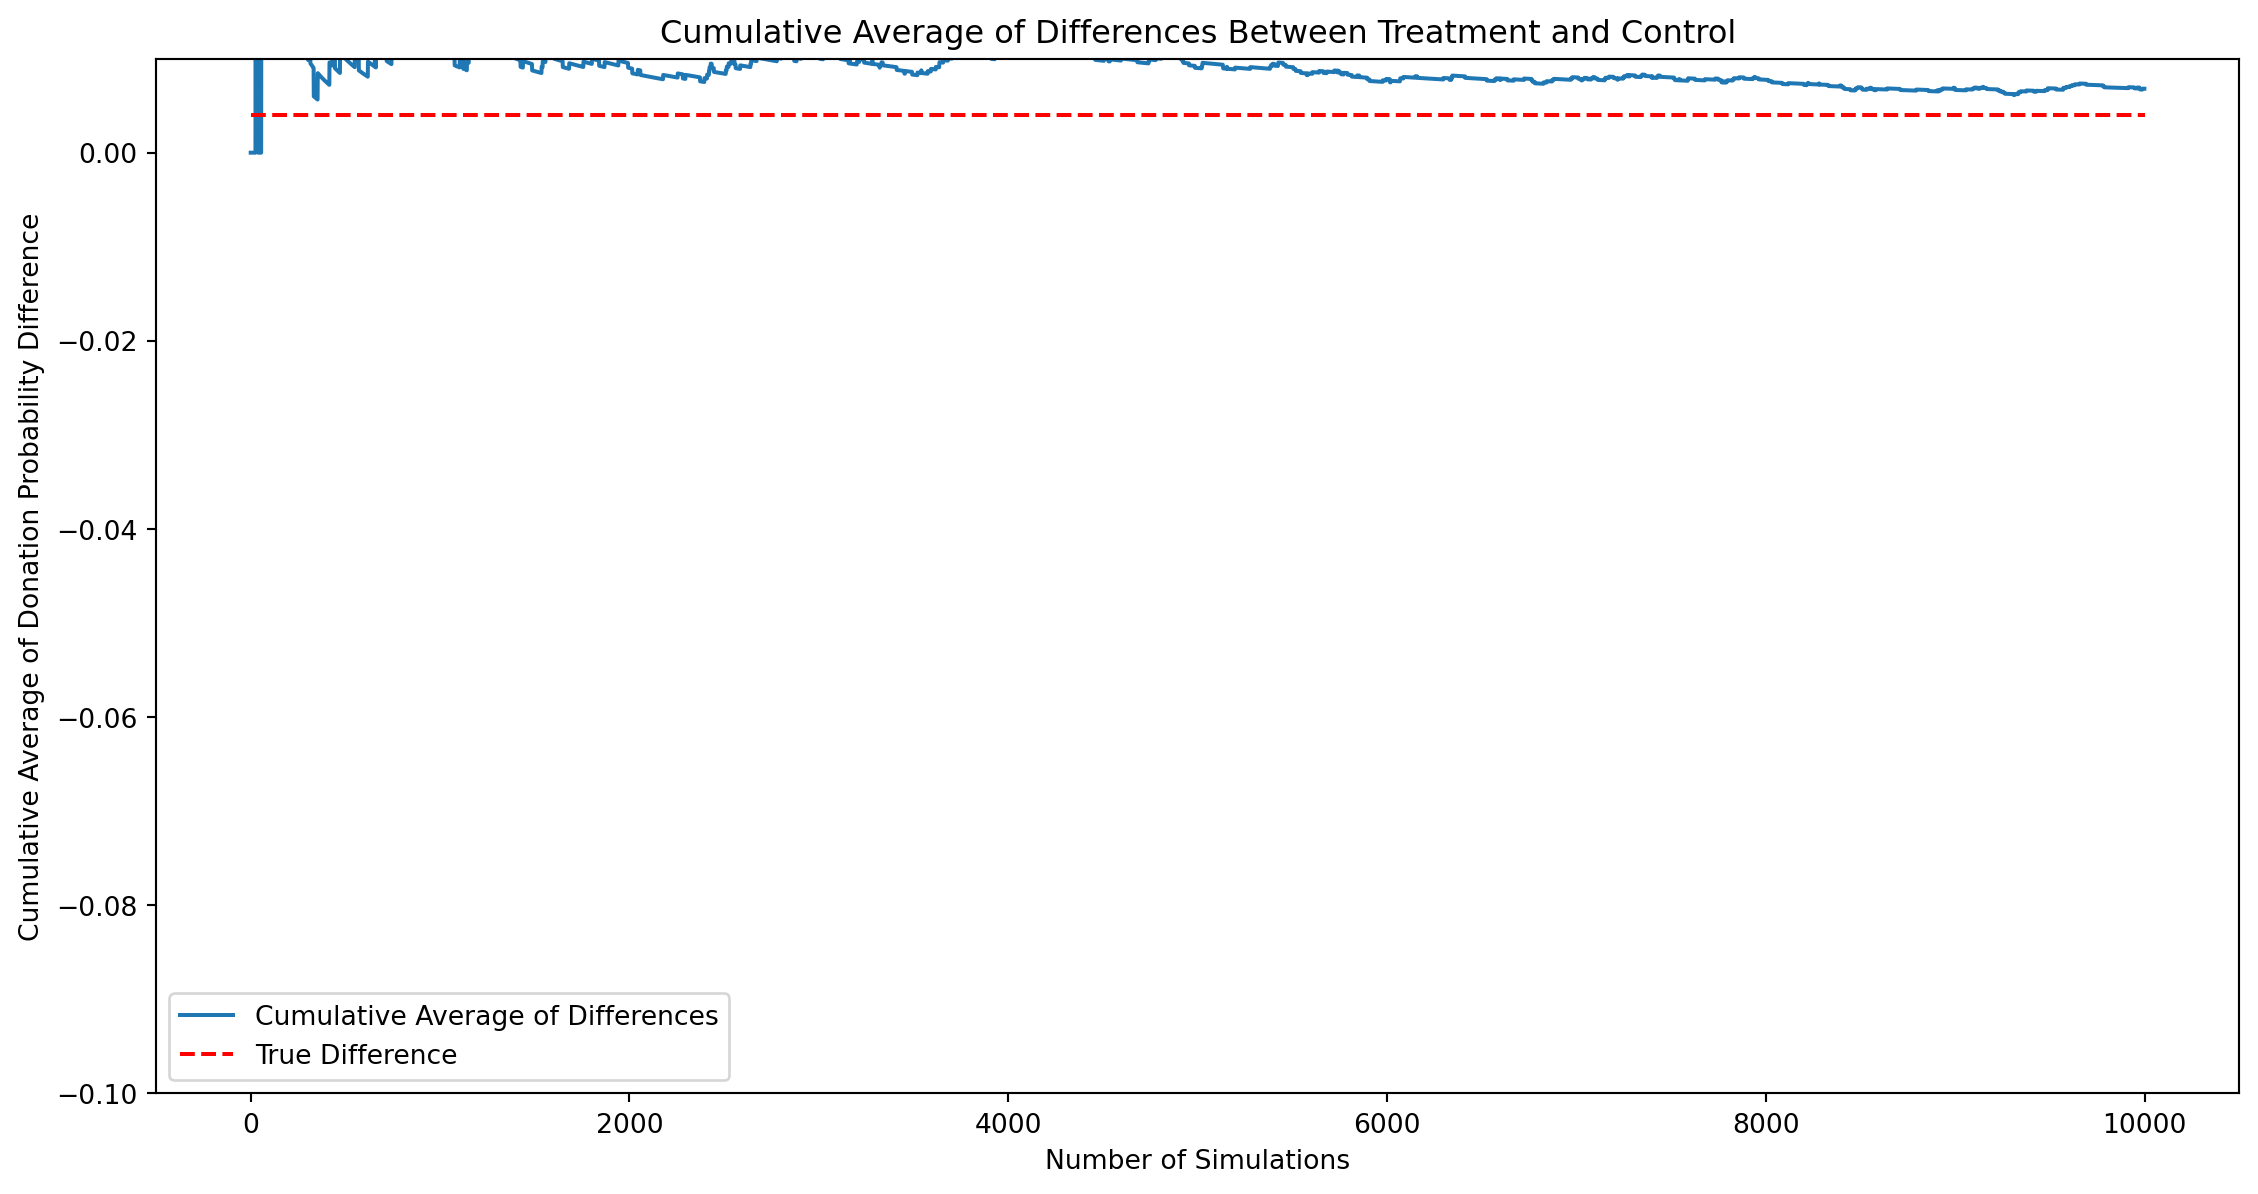 Cumulative Average of Differences Between Treatment and Control
Cumulative Average of Donation Probability Difference
0.00
−0.02
−0.04
−0.06
−0.08
−0.10
Cumulative Average of Differences
True Difference
0 2000 4000 6000 8000 10000
Number of Simulations